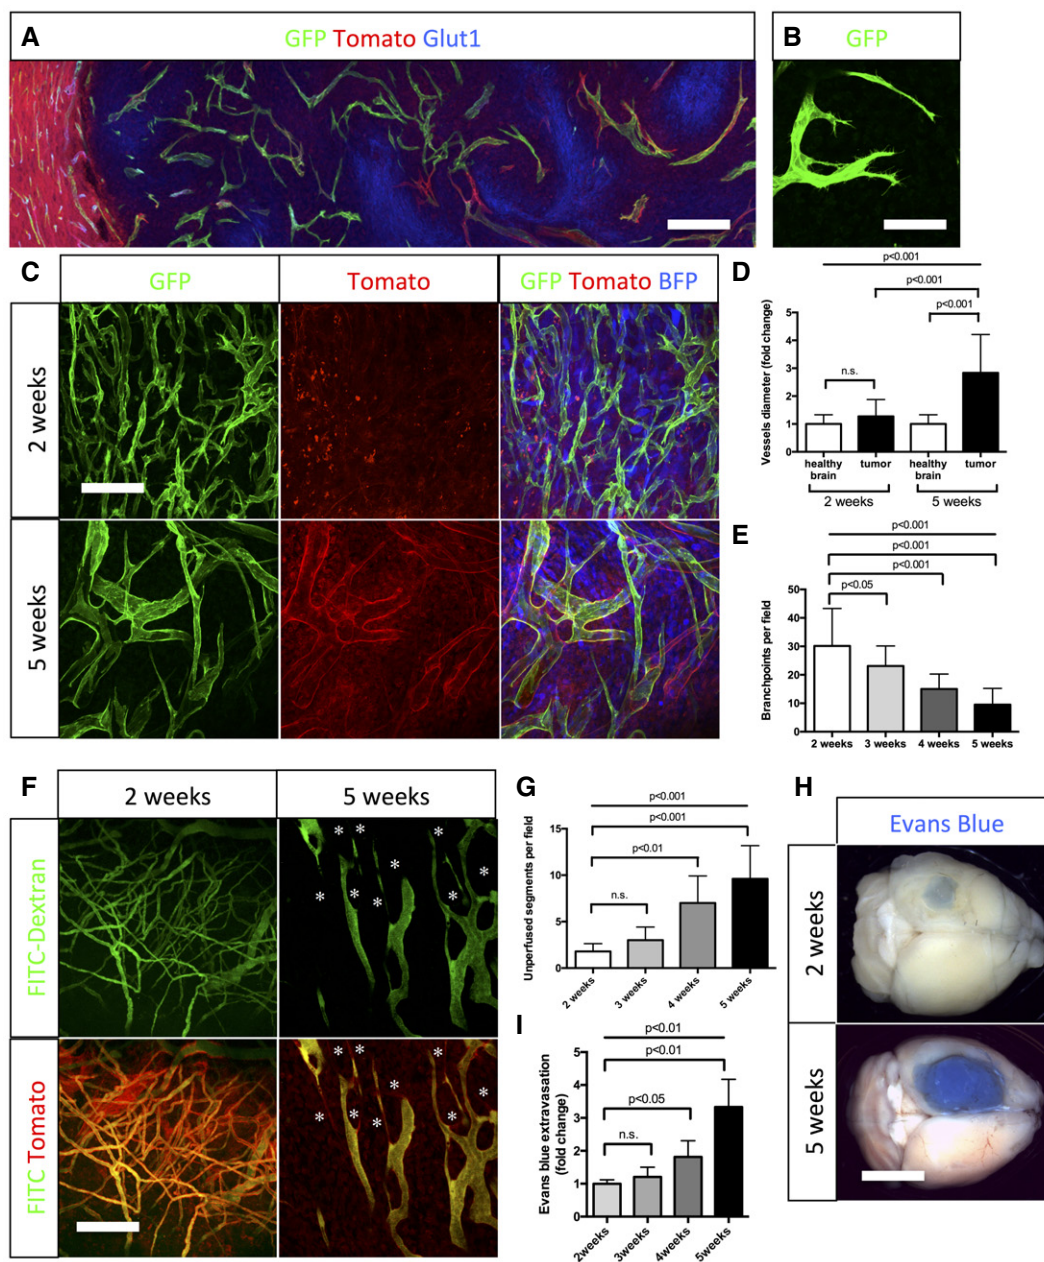 A
GFP Tomato Glut1
B
GFP
C
GFP
Tomato
GFP Tomato BFP
2 weeks
5 weeks
D
p<0.001
p<0.001
p<0.001
n.s.
Vessels diameter (fold change)
5
4
3
2
1
0
healthy brain
tumor
healthy brain
tumor
2 weeks
5 weeks
E
p<0.001
p<0.001
p<0.001
p<0.05
Branchpoints per field
50
40
30
20
10
0
2 weeks
3 weeks
4 weeks
5 weeks
F
2 weeks
5 weeks
FITC-Dextran
* * * * * * * * *
FITC Tomato
* * * * * * * * *
G
p<0.001
p<0.001
p<0.01
n.s.
Unperfused segments per field
15
10
5
0
2 weeks
3 weeks
4 weeks
5 weeks
H
Evans Blue
2 weeks
5 weeks
I
p<0.01
p<0.01
p<0.05
n.s.
Evans blue extravasation
(fold change)
5
4
3
2
1
0
2weeks
3weeks
4weeks
5weeks